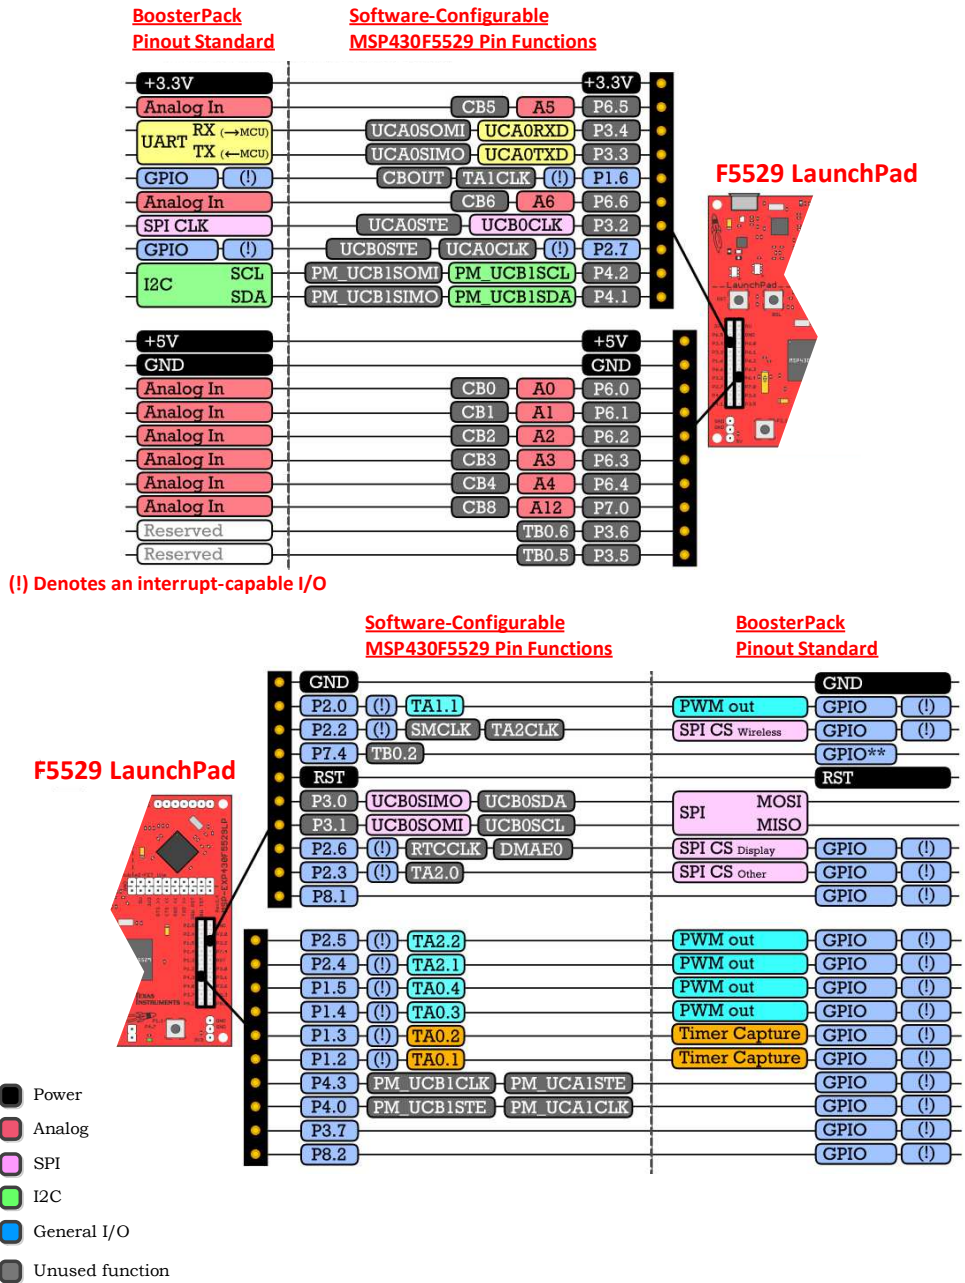 BoosterPack Software-Configurable
Pinout Standard MSP430F5529 Pin Functions
+3.3V +3.3V
Analog In CB5 A5 P6.5
UART RX (→MCU) UCA0SOMI UCA0RXD P3.4
TX (←MCU) UCA0SIMO UCA0TXD P3.3
GPIO (!) CBOUT TA1CLK (!) P1.6
Analog In CB6 A6 P6.6
SPI CLK UCA0STE UCB0CLK P3.2
GPIO (!) UCB0STE UCA0CLK (!) P2.7
I2C SCL PM_UCB1SOMI PM_UCB1SCL P4.2
SDA PM_UCB1SIMO PM_UCB1SDA P4.1
F5529 LaunchPad
LaunchPad
+5V +5V
GND GND
Analog In CB0 A0 P6.0
Analog In CB1 A1 P6.1
Analog In CB2 A2 P6.2
Analog In CB3 A3 P6.3
Analog In CB4 A4 P6.4
Analog In CB8 A12 P7.0
Reserved TB0.6 P3.6
Reserved TB0.5 P3.5
(!) Denotes an interrupt-capable I/O
Software-Configurable BoosterPack
MSP430F5529 Pin Functions Pinout Standard
GND GND
P2.0 (!) TA1.1 PWM out GPIO (!)
P2.2 (!) SMCLK TA2CLK SPI CS Wireless GPIO (!)
P7.4 TB0.2 GPIO**
RST RST
P3.0 UCB0SIMO UCB0SDA SPI MOSI
P3.1 UCB0SOMI UCB0SCL MISO
P2.6 (!) RTCCLK DMAE0 SPI CS Display GPIO (!)
P2.3 (!) TA2.0 SPI CS Other GPIO (!)
P8.1 GPIO (!)
F5529 LaunchPad
MSP-EXP430F5529LP
TEXAS
INSTRUMENTS
P2.5 (!) TA2.2 PWM out GPIO (!)
P2.4 (!) TA2.1 PWM out GPIO (!)
P1.5 (!) TA0.4 PWM out GPIO (!)
P1.4 (!) TA0.3 PWM out GPIO (!)
P1.3 (!) TA0.2 Timer Capture GPIO (!)
P1.2 (!) TA0.1 Timer Capture GPIO (!)
P4.3 PM_UCB1CLK PM_UCA1STE GPIO (!)
P4.0 PM_UCB1STE PM_UCA1CLK GPIO (!)
P3.7 GPIO (!)
P8.2 GPIO (!)
Power
Analog
SPI
I2C
General I/O
Unused function